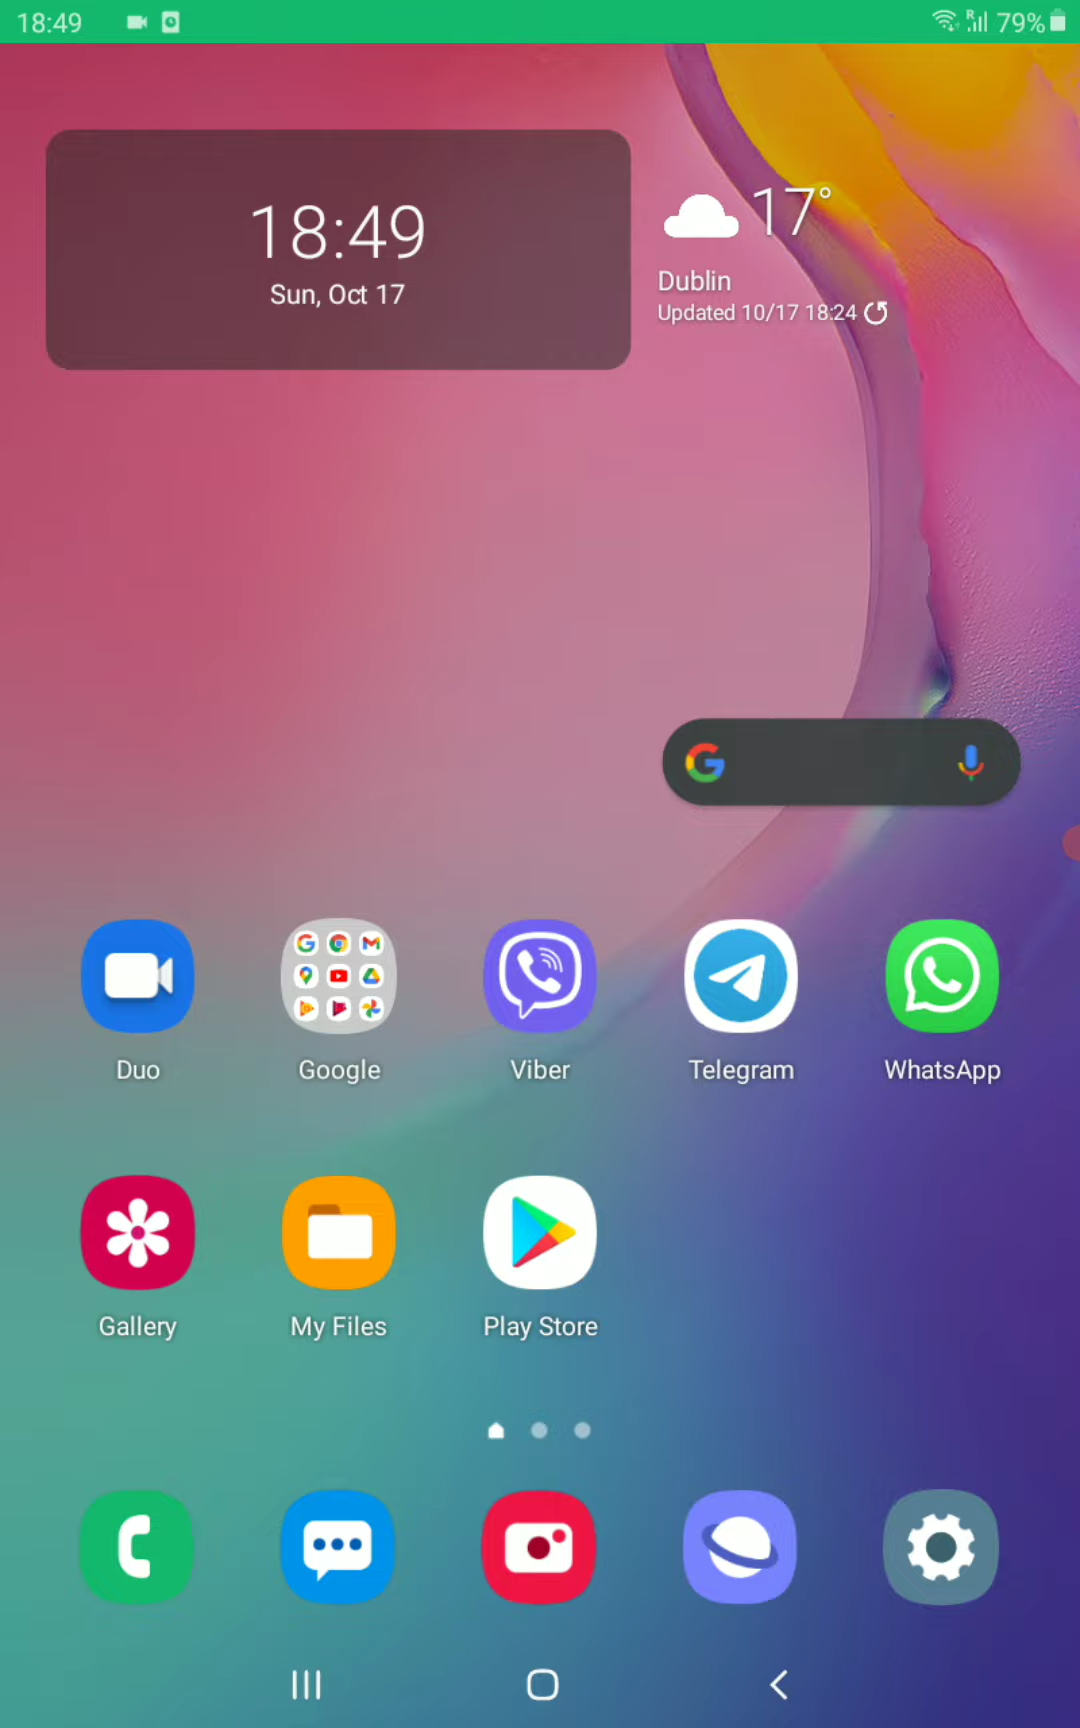 18:49
79%
18:49
Sun, Oct 17
17°
Dublin
Updated 10/17 18:24
Duo
Google
Viber
Telegram
WhatsApp
Gallery
My Files
Play Store